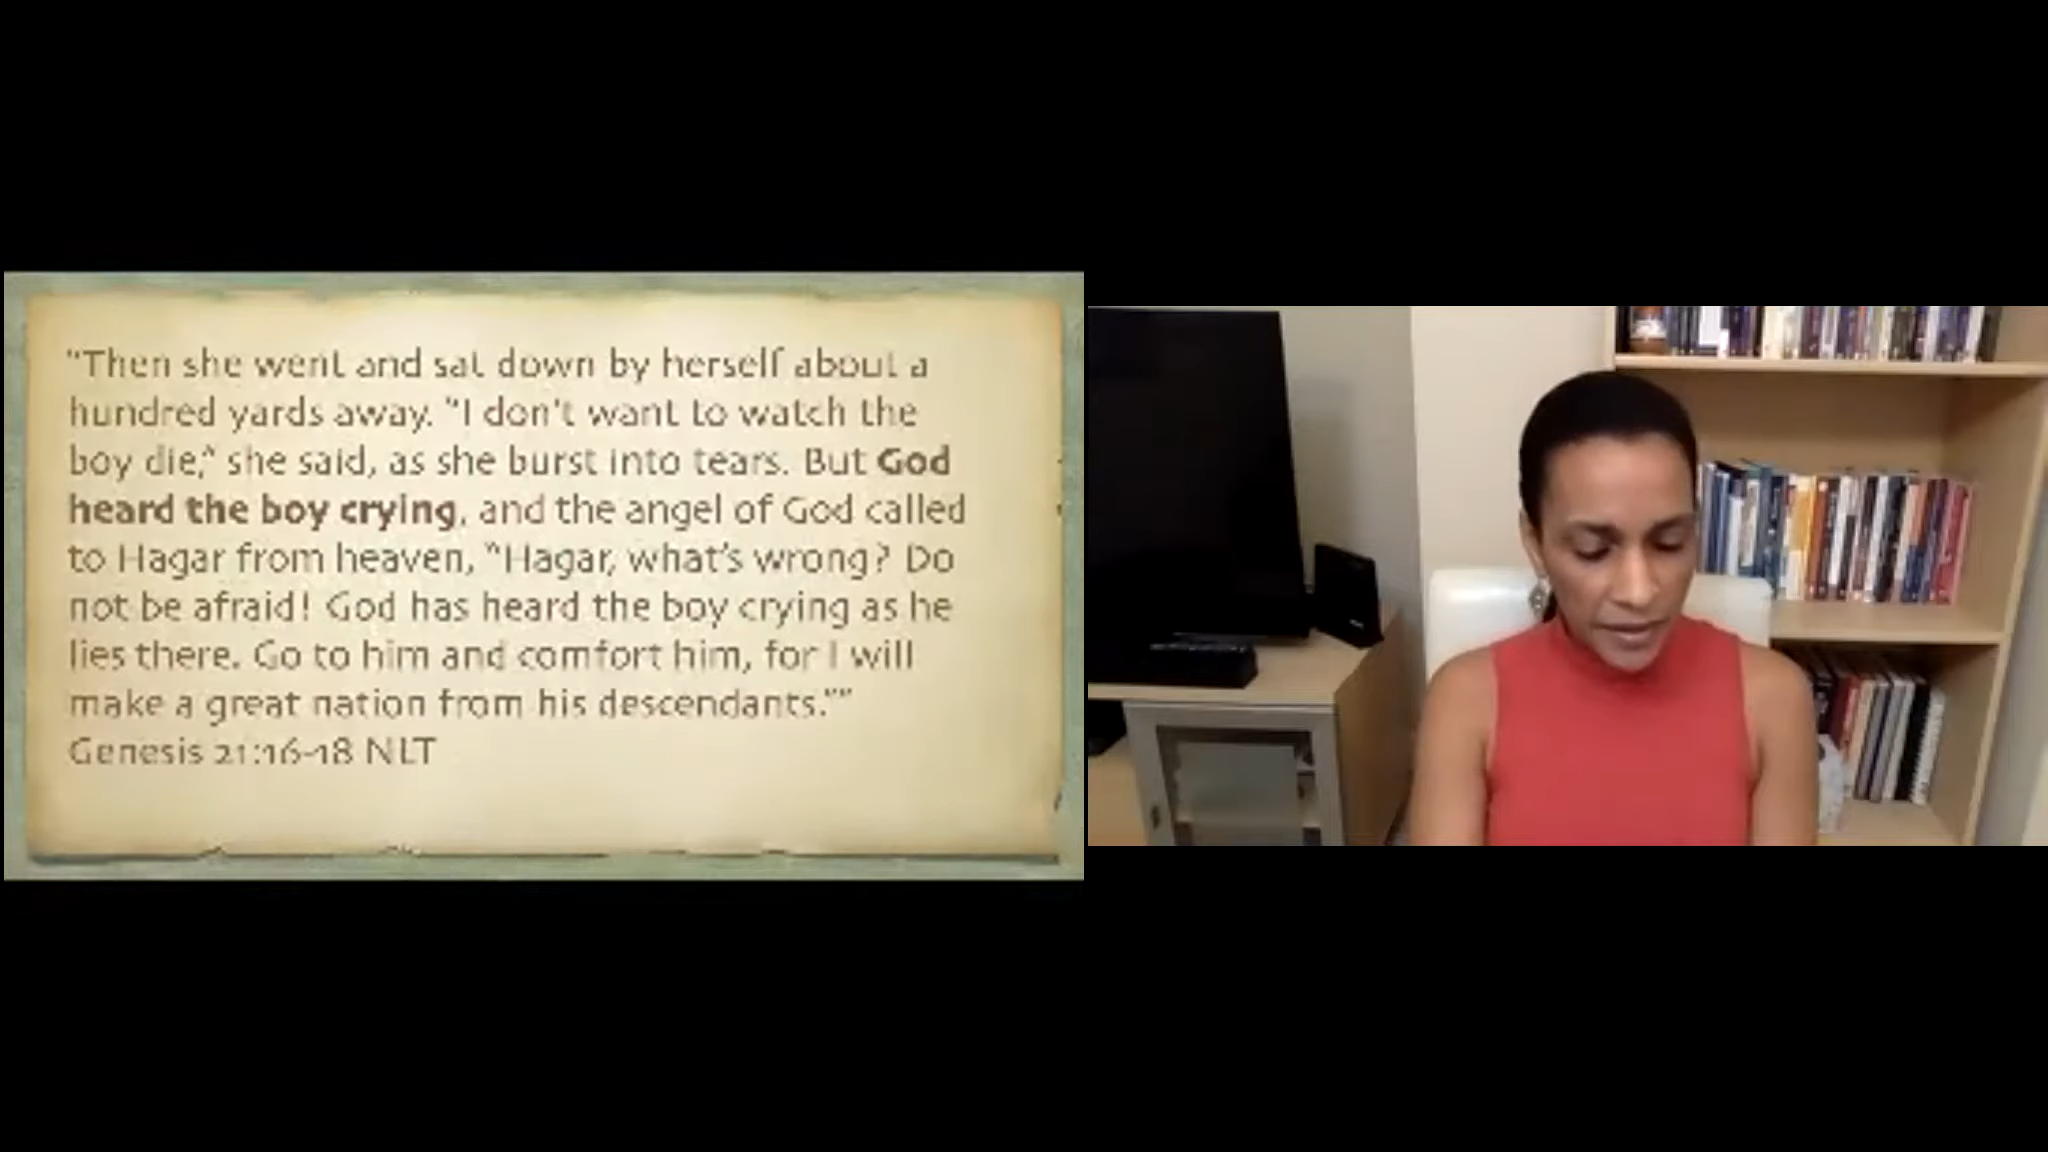 "Then she went and sat down by herself about a
hundred yards away. "I don't want to watch the
boy die," she said, as she burst into tears. But God
heard the boy crying, and the angel of God called
to Hagar from heaven, "Hagar, what's wrong? Do
not be afraid! God has heard the boy crying as he
lies there. Go to him and comfort him, for I will
make a great nation from his descendants.""
Genesis 21:16-18 NLT